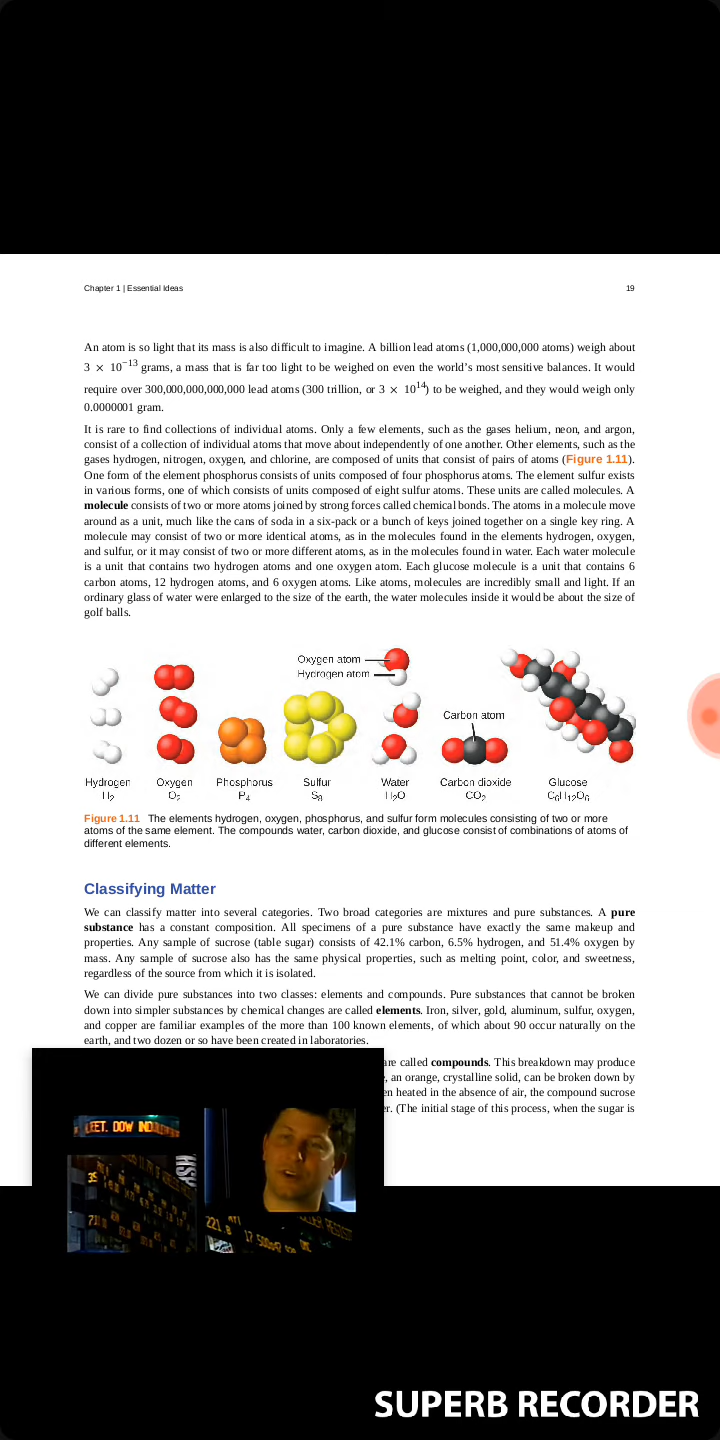 Chapter 1 | Essential Ideas 19
An atom is so light that its mass is also difficult to imagine. A billion lead atoms (1,000,000,000 atoms) weigh about
3 × 10⁻¹³ grams, a mass that is far too light to be weighed on even the world's most sensitive balances. It would
require over 300,000,000,000,000 lead atoms (300 trillion, or 3 × 10¹⁴) to be weighed, and they would weigh only
0.0000001 gram.
It is rare to find collections of individual atoms. Only a few elements, such as the gases helium, neon, and argon,
consist of a collection of individual atoms that move about independently of one another. Other elements, such as the
gases hydrogen, nitrogen, oxygen, and chlorine, are composed of units that consist of pairs of atoms (Figure 1.11).
One form of the element phosphorus consists of units composed of four phosphorus atoms. The element sulfur exists
in various forms, one of which consists of units composed of eight sulfur atoms. These units are called molecules. A
molecule consists of two or more atoms joined by strong forces called chemical bonds. The atoms in a molecule move
around as a unit, much like the cans of soda in a six-pack or a bunch of keys joined together on a single key ring. A
molecule may consist of two or more identical atoms, as in the molecules found in the elements hydrogen, oxygen,
and sulfur, or it may consist of two or more different atoms, as in the molecules found in water. Each water molecule
is a unit that contains two hydrogen atoms and one oxygen atom. Each glucose molecule is a unit that contains 6
carbon atoms, 12 hydrogen atoms, and 6 oxygen atoms. Like atoms, molecules are incredibly small and light. If an
ordinary glass of water were enlarged to the size of the earth, the water molecules inside it would be about the size of
golf balls.
Oxygen atom
Hydrogen atom
Carbon atom
Hydrogen Oxygen Phosphorus Sulfur Water Carbon dioxide Glucose
H₂ O₂ P₄ S₈ H₂O CO₂ C₆H₁₂O₆
Figure 1.11 The elements hydrogen, oxygen, phosphorus, and sulfur form molecules consisting of two or more
atoms of the same element. The compounds water, carbon dioxide, and glucose consist of combinations of atoms of
different elements.
Classifying Matter
We can classify matter into several categories. Two broad categories are mixtures and pure substances. A pure
substance has a constant composition. All specimens of a pure substance have exactly the same makeup and
properties. Any sample of sucrose (table sugar) consists of 42.1% carbon, 6.5% hydrogen, and 51.4% oxygen by
mass. Any sample of sucrose also has the same physical properties, such as melting point, color, and sweetness,
regardless of the source from which it is isolated.
We can divide pure substances into two classes: elements and compounds. Pure substances that cannot be broken
down into simpler substances by chemical changes are called elements. Iron, silver, gold, aluminum, sulfur, oxygen,
and copper are familiar examples of the more than 100 known elements, of which about 90 occur naturally on the
earth, and two dozen or so have been created in laboratories.
are called compounds. This breakdown may produce
, an orange, crystalline solid, can be broken down by
heated in the absence of air, the compound sucrose
(The initial stage of this process, when the sugar is
DOW
SUPERB RECORDER